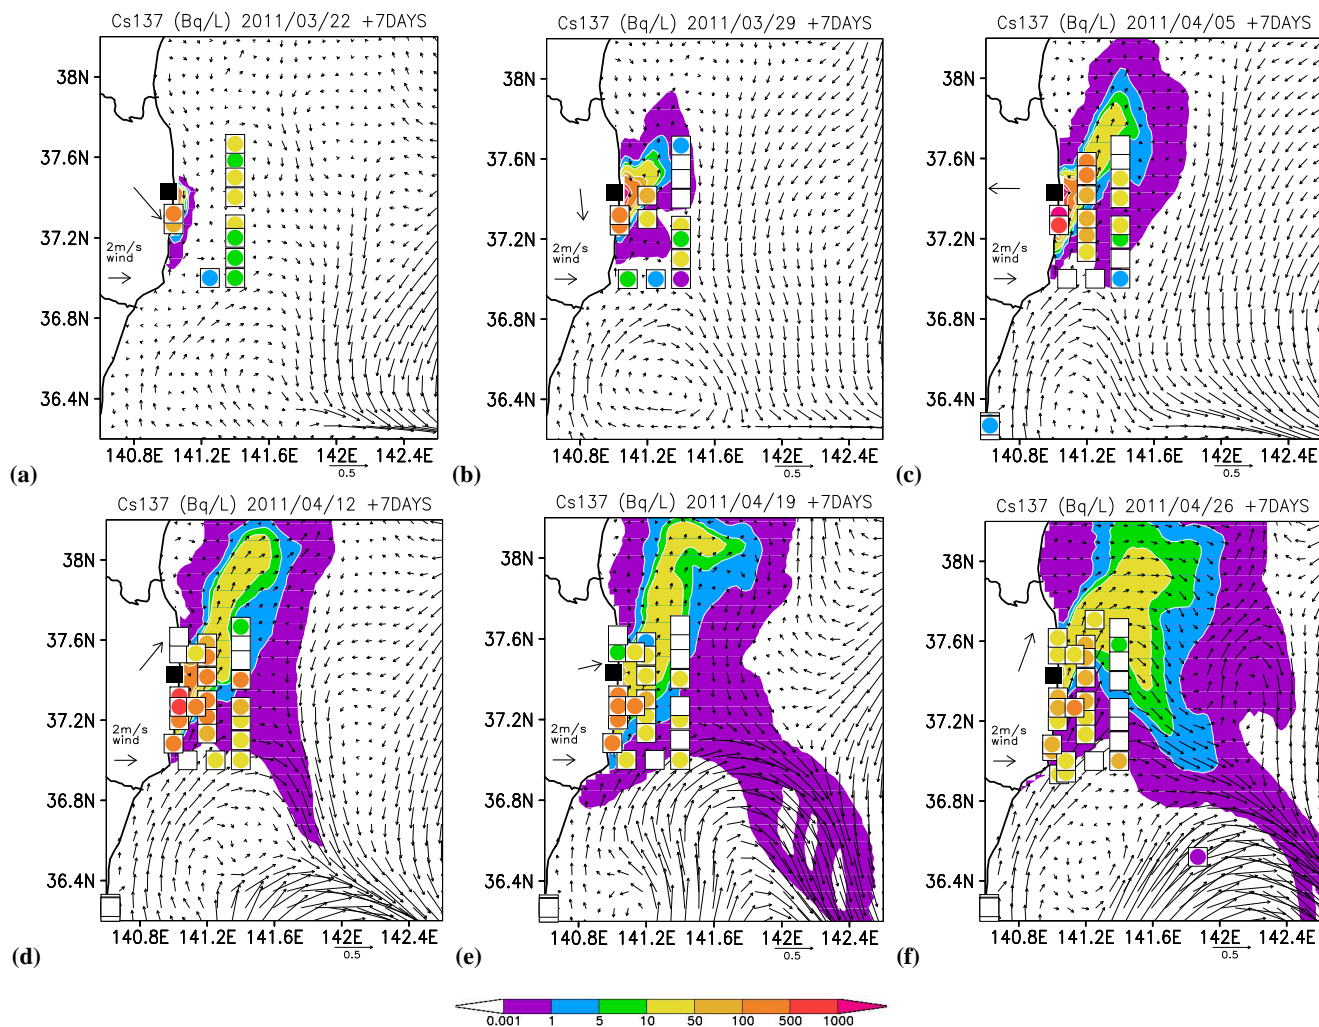 Cs137 (Bq/L) 2011/03/22 +7DAYS
38N
37.6N
37.2N
2m/s
wind
36.8N
36.4N
140.8E 141.2E 141.6E 142E 142.4E
0.5
(a)
Cs137 (Bq/L) 2011/03/29 +7DAYS
38N
37.6N
37.2N
2m/s
wind
36.8N
36.4N
140.8E 141.2E 141.6E 142E 142.4E
0.5
(b)
Cs137 (Bq/L) 2011/04/05 +7DAYS
38N
37.6N
37.2N
2m/s
wind
36.8N
36.4N
140.8E 141.2E 141.6E 142E 142.4E
0.5
(c)
Cs137 (Bq/L) 2011/04/12 +7DAYS
38N
37.6N
37.2N
2m/s
wind
36.8N
36.4N
140.8E 141.2E 141.6E 142E 142.4E
0.5
(d)
Cs137 (Bq/L) 2011/04/19 +7DAYS
38N
37.6N
37.2N
2m/s
wind
36.8N
36.4N
140.8E 141.2E 141.6E 142E 142.4E
0.5
(e)
Cs137 (Bq/L) 2011/04/26 +7DAYS
38N
37.6N
37.2N
2m/s
wind
36.8N
36.4N
140.8E 141.2E 141.6E 142E 142.4E
0.5
(f)
0.001 1 5 10 50 100 500 1000